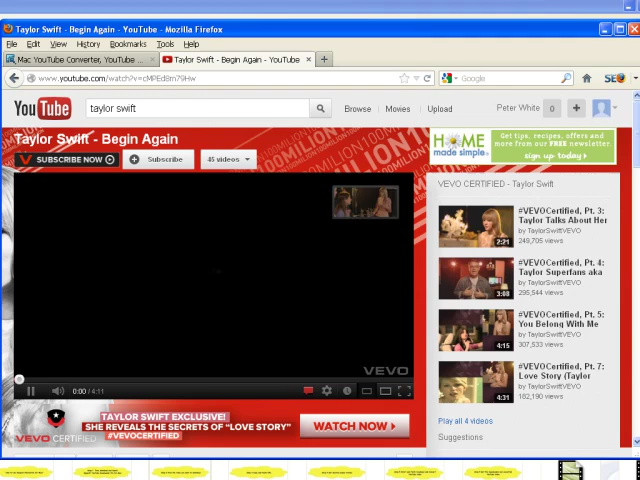 Taylor Swift - Begin Again - YouTube - Mozilla Firefox
File Edit View History Bookmarks Tools Help
Mac YouTube Converter, YouTube ... × Taylor Swift - Begin Again - YouTube × +
www.youtube.com/watch?v=cMPEd8m79Hw Google SEO
YouTube taylor swift Browse Movies Upload Peter White 0 +
Taylor Swift - Begin Again
SUBSCRIBE NOW Subscribe 45 videos
HOME made simple
Get tips, recipes, offers and
more from our FREE newsletter.
sign up today
VEVO CERTIFIED - Taylor Swift
#VEVOCertified, Pt. 3:
Taylor Talks About Her
by TaylorSwiftVEVO
249,705 views
2:21
#VEVOCertified, Pt. 4:
Taylor Superfans aka
by TaylorSwiftVEVO
295,544 views
3:08
#VEVOCertified, Pt. 5:
You Belong With Me
by TaylorSwiftVEVO
307,533 views
4:15
#VEVOCertified, Pt. 7:
Love Story (Taylor
by TaylorSwiftVEVO
162,190 views
4:31
Play all 4 videos
Suggestions
VEVO
0:00 / 4:11
VEVO CERTIFIED
TAYLOR SWIFT EXCLUSIVE!
SHE REVEALS THE SECRETS OF "LOVE STORY"
#VEVOCERTIFIED
WATCH NOW